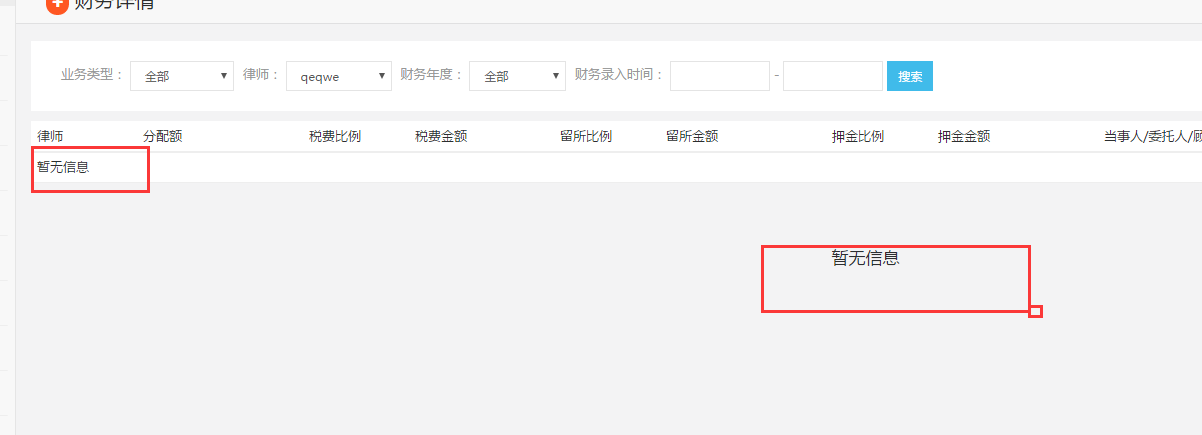 财务详情
业务类型： 全部 律师： qeqwe 财务年度： 全部 财务录入时间： - 搜索
律师 分配额 税费比例 税费金额 留所比例 留所金额 押金比例 押金金额 当事人/委托人/顾
暂无信息
暂无信息